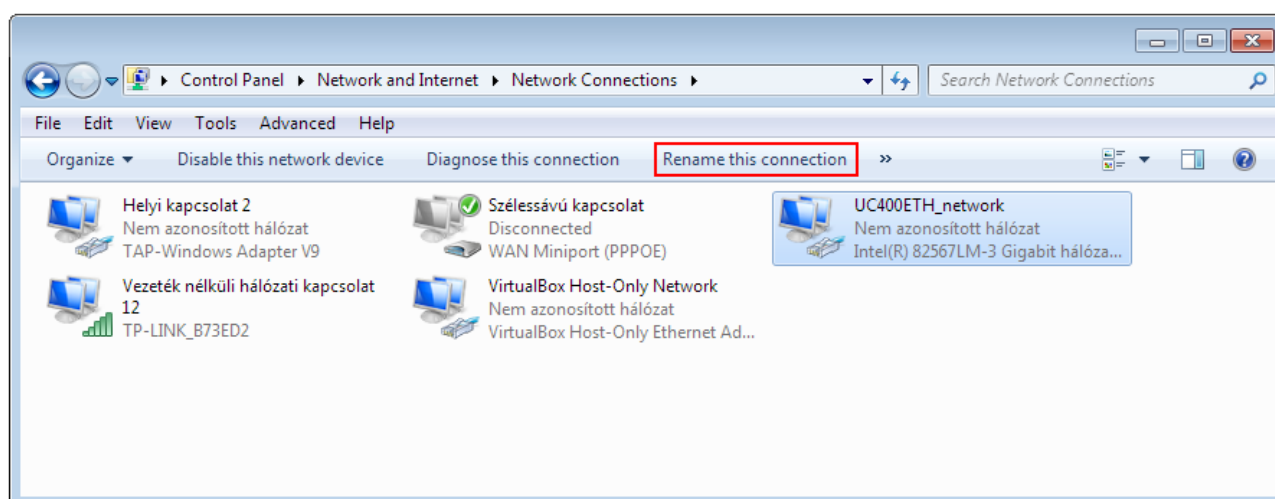 Control Panel Network and Internet Network Connections Search Network Connections
File Edit View Tools Advanced Help
Organize Disable this network device Diagnose this connection Rename this connection »
Helyi kapcsolat 2
Nem azonosított hálózat
TAP-Windows Adapter V9
Szélessávú kapcsolat
Disconnected
WAN Miniport (PPPOE)
UC400ETH_network
Nem azonosított hálózat
Intel(R) 82567LM-3 Gigabit hálóza...
Vezeték nélküli hálózati kapcsolat
12
TP-LINK_B73ED2
VirtualBox Host-Only Network
Nem azonosított hálózat
VirtualBox Host-Only Ethernet Ad...